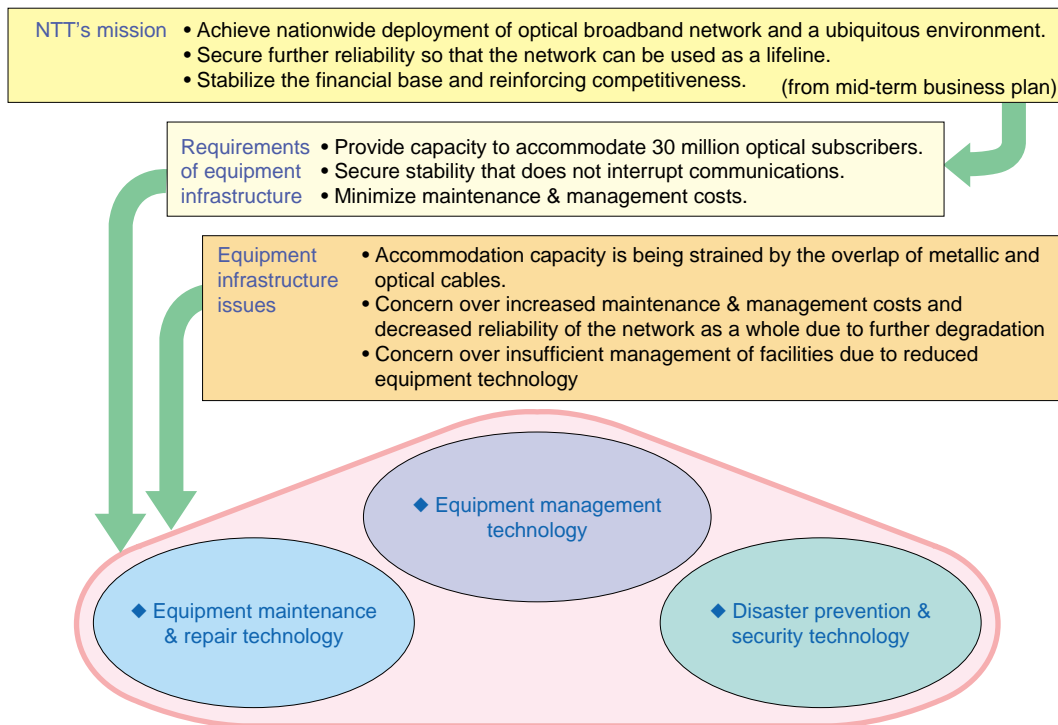 NTT's mission
• Achieve nationwide deployment of optical broadband network and a ubiquitous environment.
• Secure further reliability so that the network can be used as a lifeline.
• Stabilize the financial base and reinforcing competitiveness.
(from mid-term business plan)
Requirements
of equipment
infrastructure
• Provide capacity to accommodate 30 million optical subscribers.
• Secure stability that does not interrupt communications.
• Minimize maintenance & management costs.
Equipment
infrastructure
issues
• Accommodation capacity is being strained by the overlap of metallic and
optical cables.
• Concern over increased maintenance & management costs and
decreased reliability of the network as a whole due to further degradation
• Concern over insufficient management of facilities due to reduced
equipment technology
◆ Equipment management
technology
◆ Equipment maintenance
& repair technology
◆ Disaster prevention &
security technology